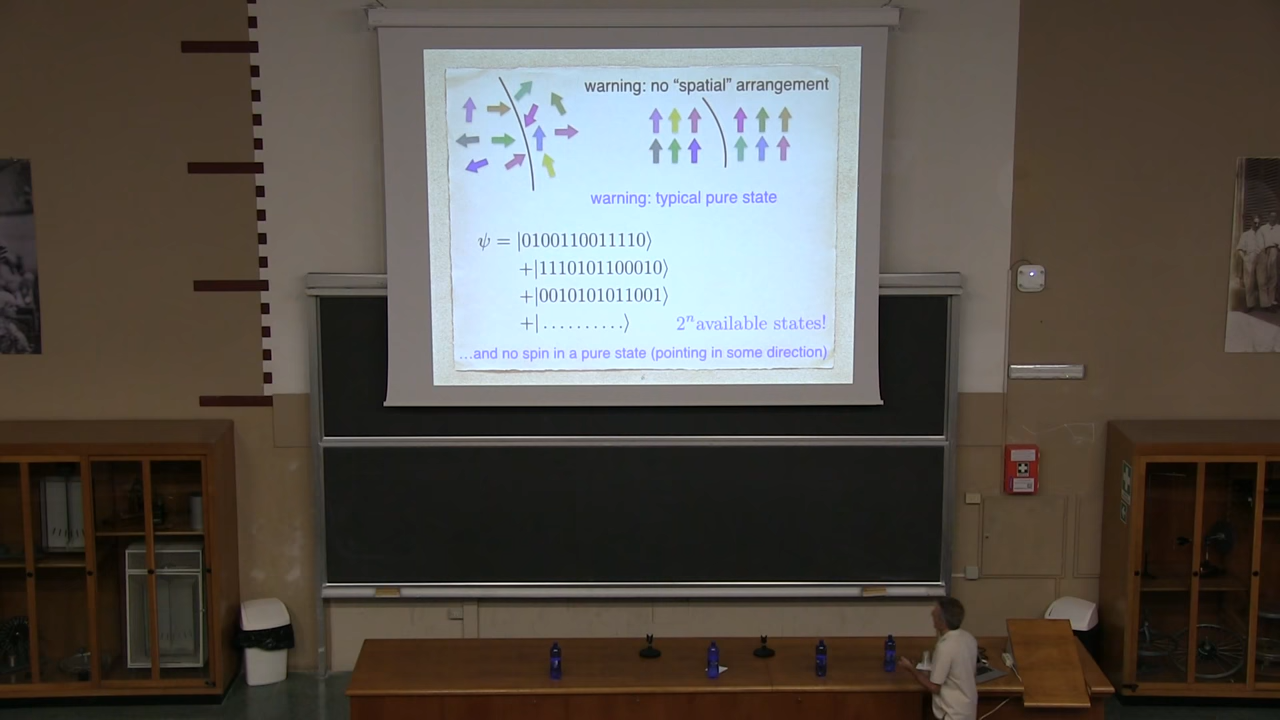 warning: no “spatial” arrangement
warning: typical pure state
ψ = |0100110011110⟩
+|1110101100010⟩
+|0010101011001⟩
+|..........⟩
2ⁿ available states!
...and no spin in a pure state (pointing in some direction)